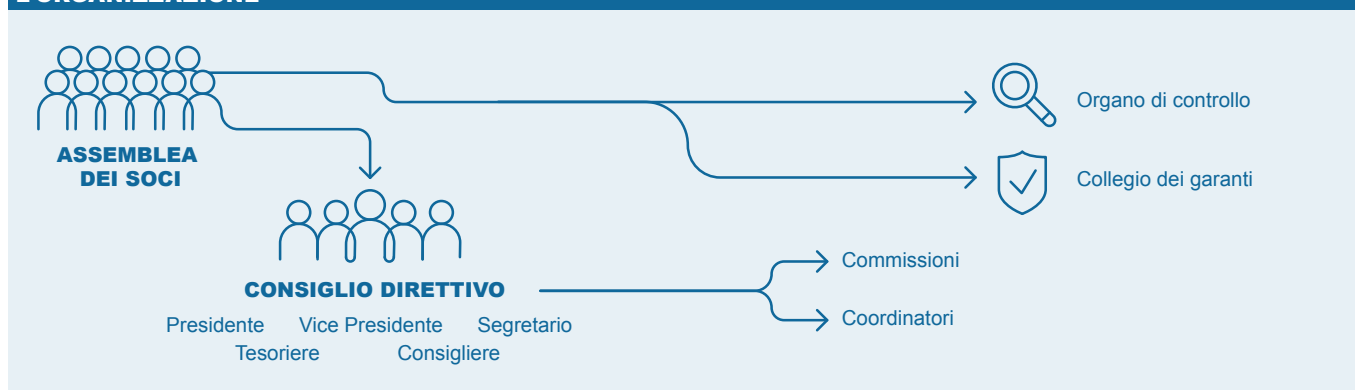 L'ORGANIZZAZIONE
ASSEMBLEA
DEI SOCI
Organo di controllo
Collegio dei garanti
CONSIGLIO DIRETTIVO
Presidente Vice Presidente Segretario
Tesoriere Consigliere
Commissioni
Coordinatori